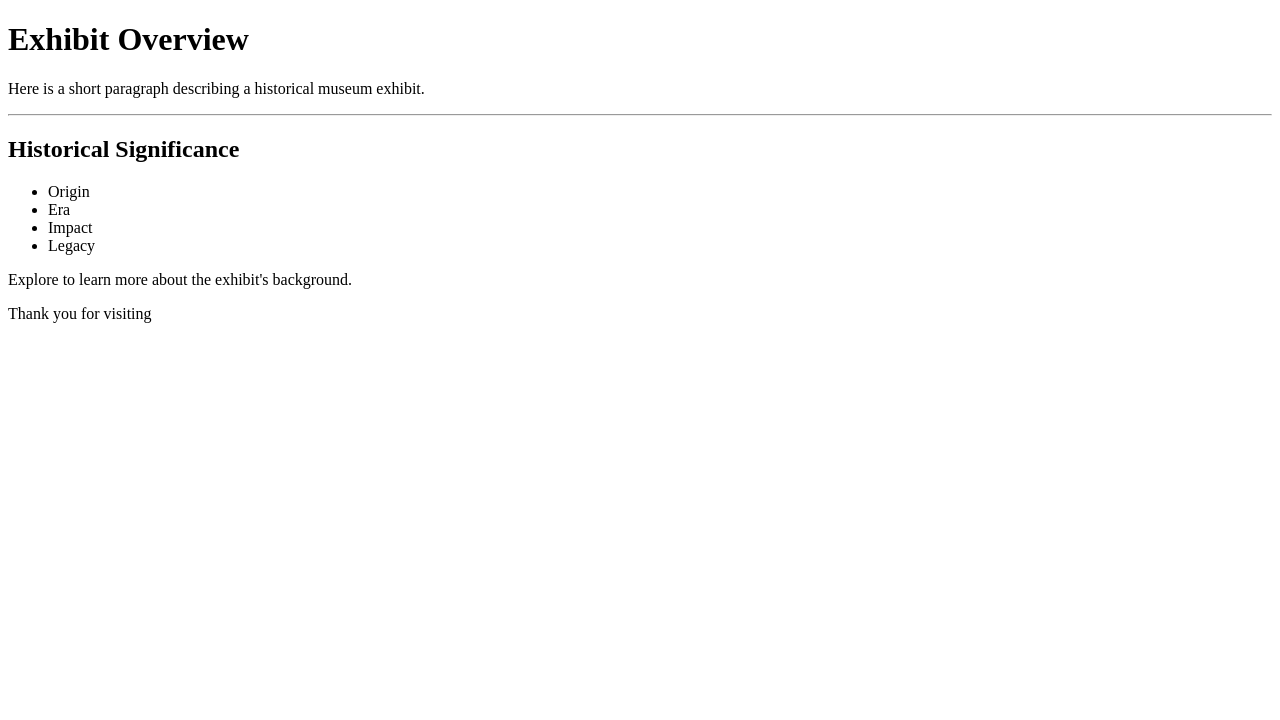 Exhibit Overview
Here is a short paragraph describing a historical museum exhibit.
Historical Significance
Origin
Era
Impact
Legacy
Explore to learn more about the exhibit's background.
Thank you for visiting